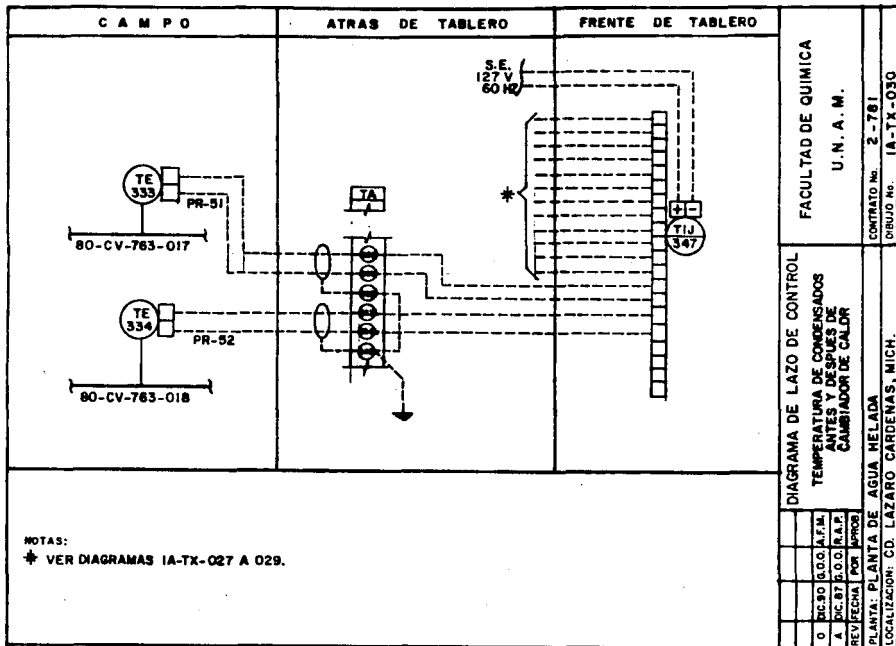 CAMPO
ATRAS DE TABLERO
FRENTE DE TABLERO
S.E.
127 V
60 HZ
TE
333
PR-51
80-CV-763-017
TE
334
PR-52
80-CV-763-018
TA
*
+ -
TIJ
347
NOTAS:
* VER DIAGRAMAS IA-TX-027 A 029.
FACULTAD DE QUIMICA
U.N.A.M.
CONTRATO No. 2-781
DIBUJO No. IA-TX-030
DIAGRAMA DE LAZO DE CONTROL
TEMPERATURA DE CONDENSADOS
ANTES Y DESPUES DE
CAMBIADOR DE CALOR
0 DIC.90 G.O.O. A.F.M.
A DIC.87 G.O.O. R.A.P.
REV. FECHA POR APROB.
PLANTA: PLANTA DE AGUA HELADA
LOCALIZACION: CD. LAZARO CARDENAS, MICH.